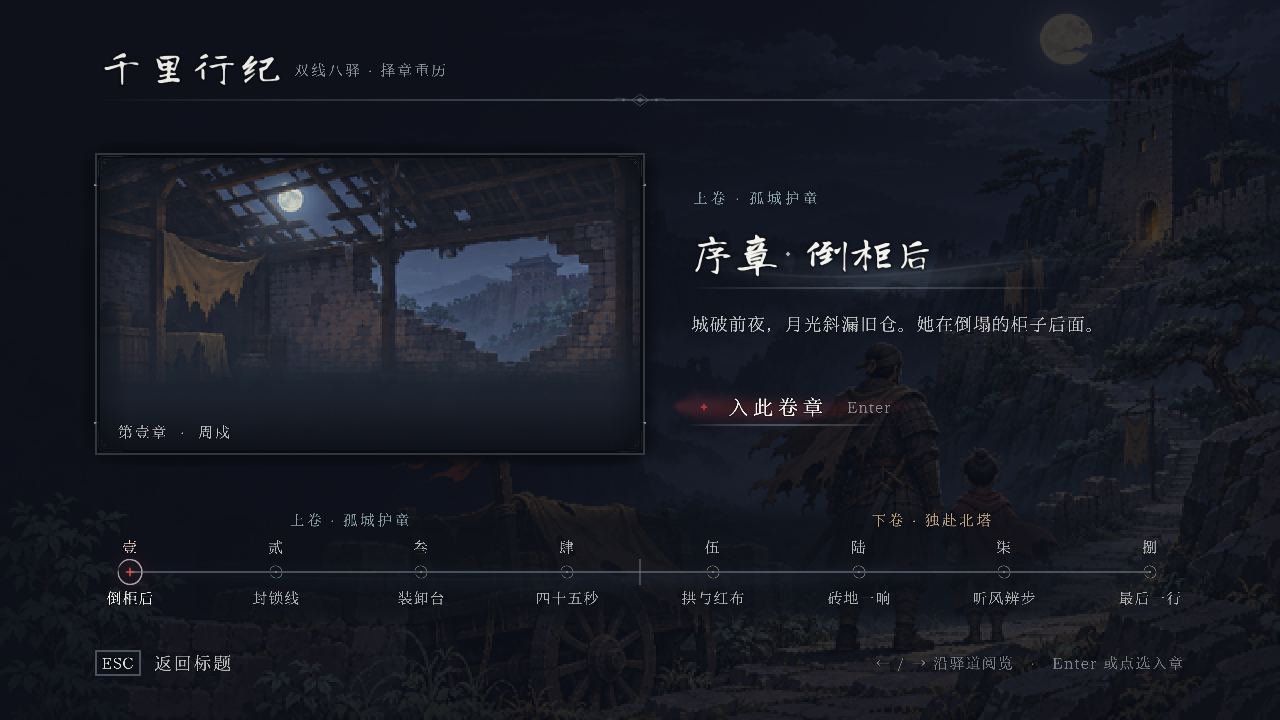 千里行纪 双线八驿 · 择章重历
上卷 · 孤城护童
序章·倒柜后
城破前夜，月光斜漏旧仓。她在倒塌的柜子后面。
入此卷章 Enter
第壹章 · 周戍
上卷 · 孤城护童
下卷 · 独赴北塔
壹 贰 叁 肆 伍 陆 柒 捌
倒柜后 封锁线 装卸台 四十五秒 拱与红布 砖地一响 听风辨步 最后一行
ESC 返回标题
← / → 沿驿道阅览 · Enter 或点选入章